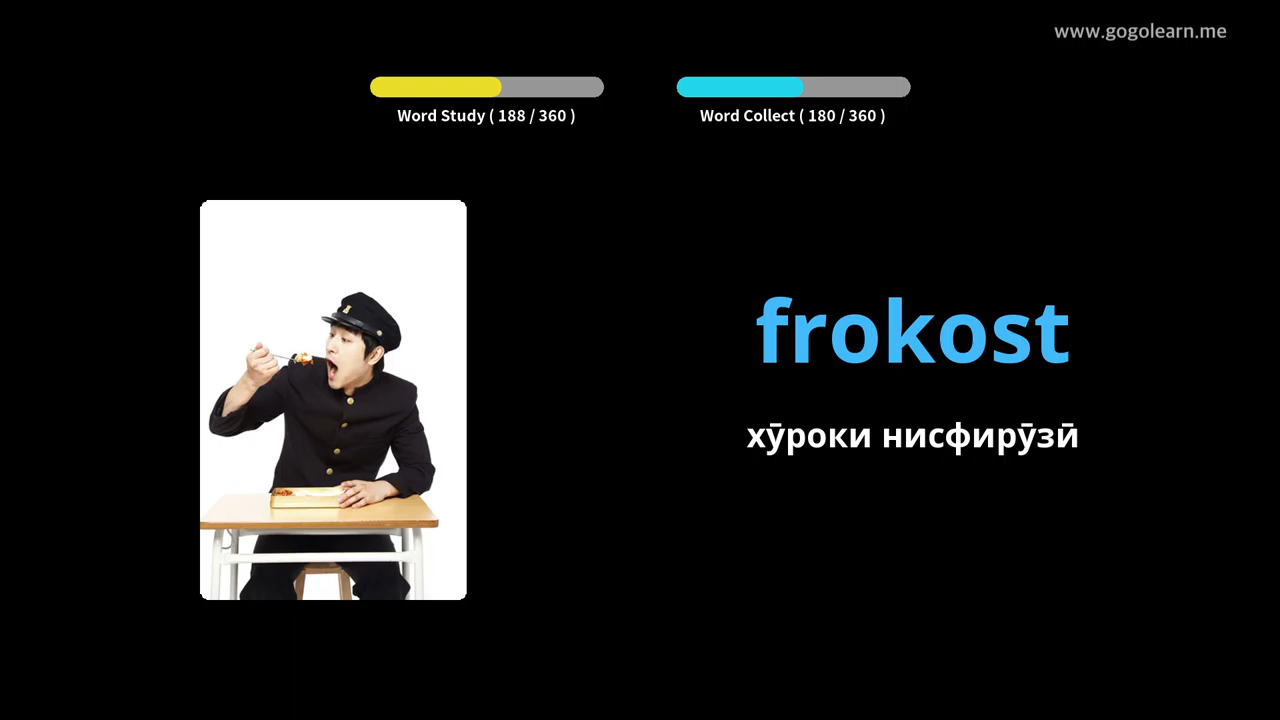 www.gogolearn.me
Word Study ( 188 / 360 )
Word Collect ( 180 / 360 )
frokost
хӯроки нисфирӯзӣ